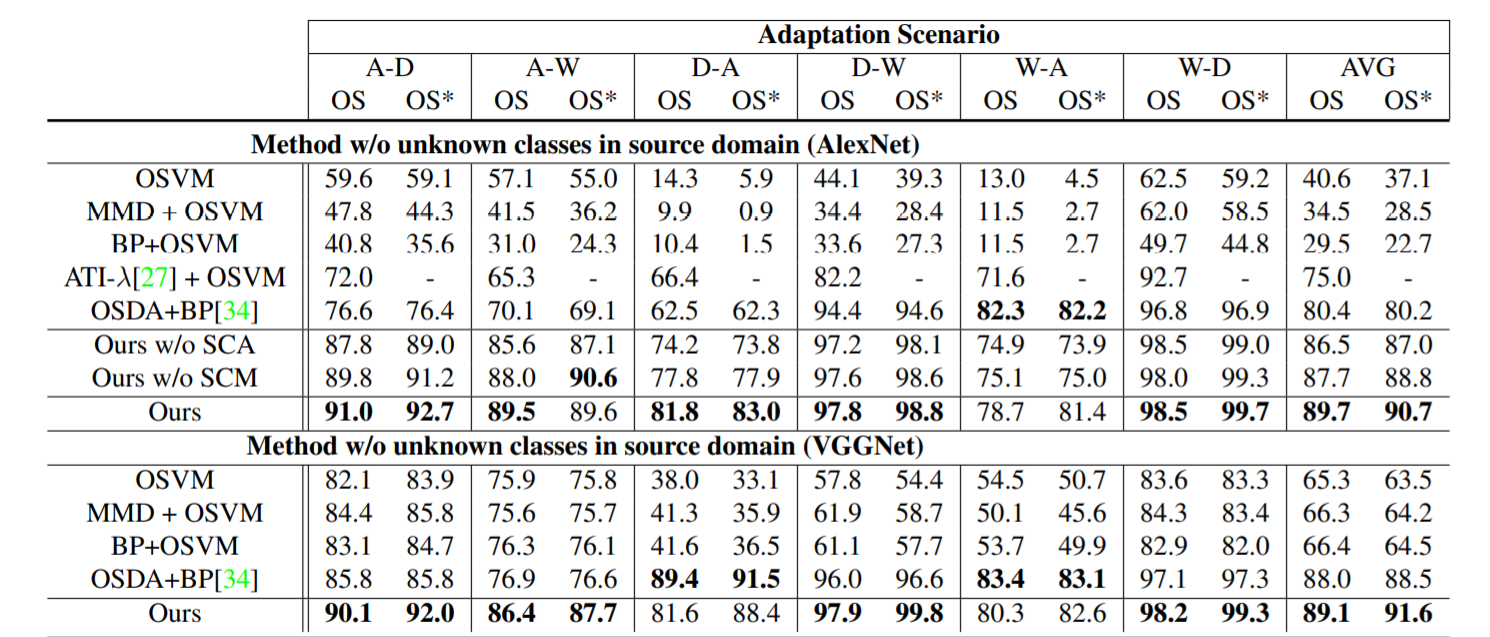 Adaptation Scenario
A-D A-W D-A D-W W-A W-D AVG
OS OS* OS OS* OS OS* OS OS* OS OS* OS OS* OS OS*
Method w/o unknown classes in source domain (AlexNet)
OSVM 59.6 59.1 57.1 55.0 14.3 5.9 44.1 39.3 13.0 4.5 62.5 59.2 40.6 37.1
MMD + OSVM 47.8 44.3 41.5 36.2 9.9 0.9 34.4 28.4 11.5 2.7 62.0 58.5 34.5 28.5
BP+OSVM 40.8 35.6 31.0 24.3 10.4 1.5 33.6 27.3 11.5 2.7 49.7 44.8 29.5 22.7
ATI-λ[27] + OSVM 72.0 - 65.3 - 66.4 - 82.2 - 71.6 - 92.7 - 75.0 -
OSDA+BP[34] 76.6 76.4 70.1 69.1 62.5 62.3 94.4 94.6 82.3 82.2 96.8 96.9 80.4 80.2
Ours w/o SCA 87.8 89.0 85.6 87.1 74.2 73.8 97.2 98.1 74.9 73.9 98.5 99.0 86.5 87.0
Ours w/o SCM 89.8 91.2 88.0 90.6 77.8 77.9 97.6 98.6 75.1 75.0 98.0 99.3 87.7 88.8
Ours 91.0 92.7 89.5 89.6 81.8 83.0 97.8 98.8 78.7 81.4 98.5 99.7 89.7 90.7
Method w/o unknown classes in source domain (VGGNet)
OSVM 82.1 83.9 75.9 75.8 38.0 33.1 57.8 54.4 54.5 50.7 83.6 83.3 65.3 63.5
MMD + OSVM 84.4 85.8 75.6 75.7 41.3 35.9 61.9 58.7 50.1 45.6 84.3 83.4 66.3 64.2
BP+OSVM 83.1 84.7 76.3 76.1 41.6 36.5 61.1 57.7 53.7 49.9 82.9 82.0 66.4 64.5
OSDA+BP[34] 85.8 85.8 76.9 76.6 89.4 91.5 96.0 96.6 83.4 83.1 97.1 97.3 88.0 88.5
Ours 90.1 92.0 86.4 87.7 81.6 88.4 97.9 99.8 80.3 82.6 98.2 99.3 89.1 91.6